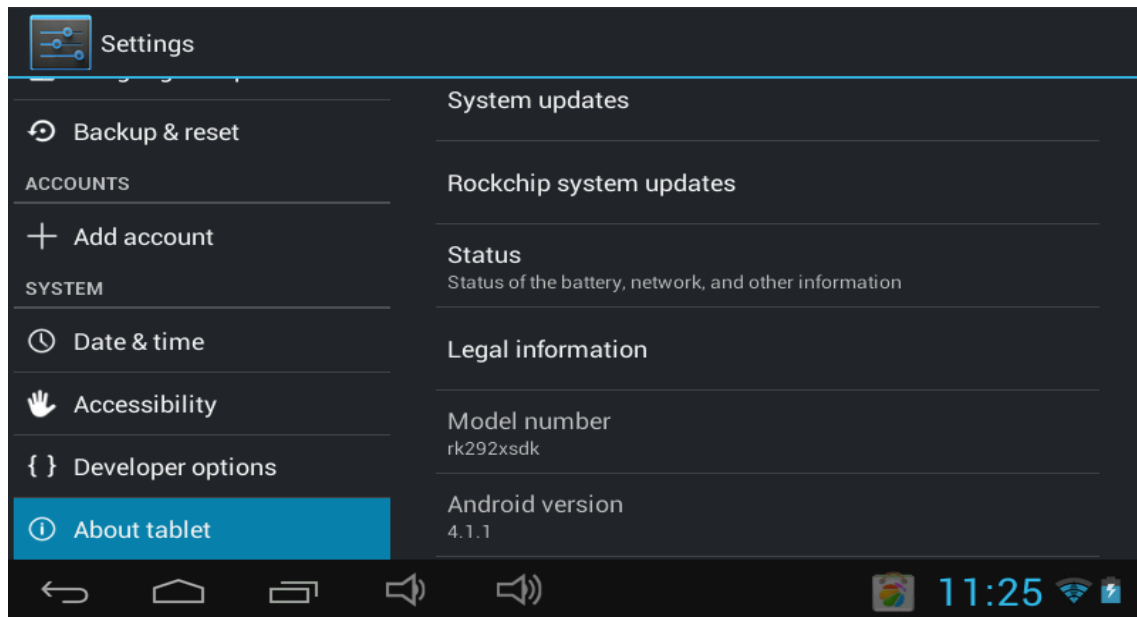 Settings
Backup & reset
ACCOUNTS
Add account
SYSTEM
Date & time
Accessibility
{ } Developer options
About tablet
System updates
Rockchip system updates
Status
Status of the battery, network, and other information
Legal information
Model number
rk292xsdk
Android version
4.1.1
11:25